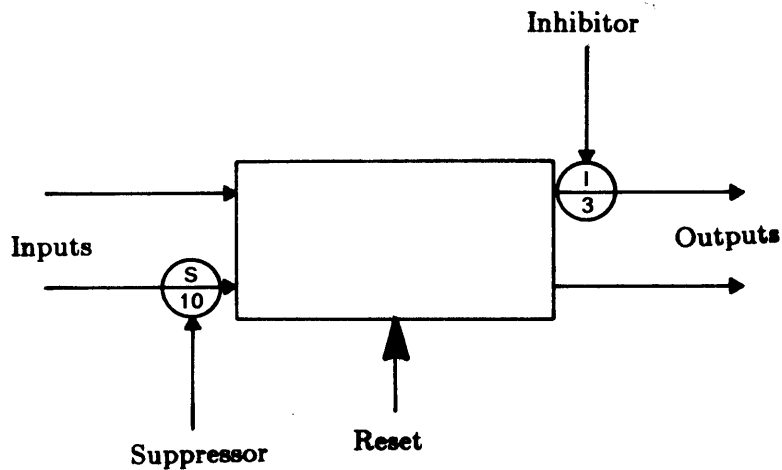 Inhibitor
I
3
Inputs
Outputs
S
10
Suppressor
Reset